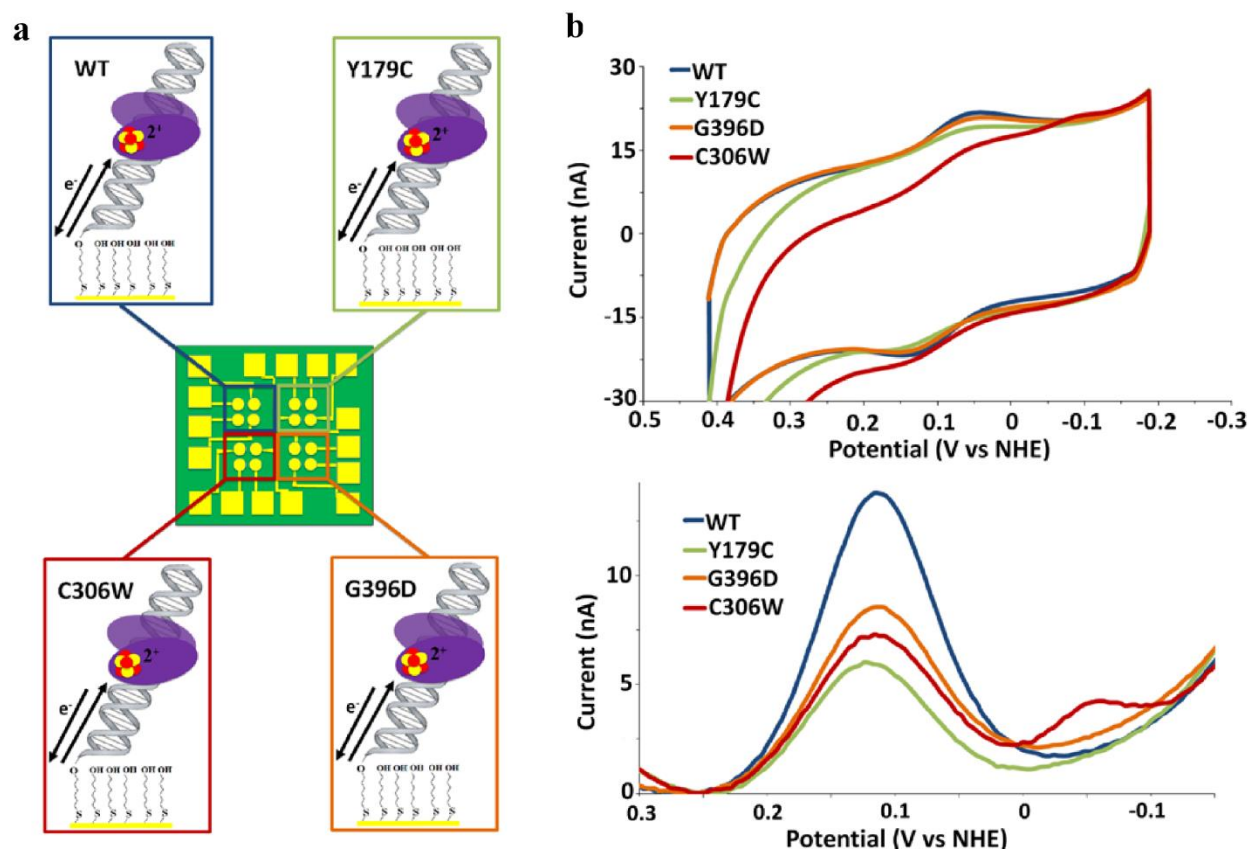 a
WT
2+
e-
O OH OH OH OH OH OH
S S S S S S S
Y179C
2+
e-
O OH OH OH OH OH OH
S S S S S S S
C306W
2+
e-
O OH OH OH OH OH OH
S S S S S S S
G396D
2+
e-
O OH OH OH OH OH OH
S S S S S S S
b
30
15
0
-15
-30
Current (nA)
WT
Y179C
G396D
C306W
0.5 0.4 0.3 0.2 0.1 0 -0.1 -0.2 -0.3
Potential (V vs NHE)
10
5
0
Current (nA)
WT
Y179C
G396D
C306W
0.3 0.2 0.1 0 -0.1
Potential (V vs NHE)